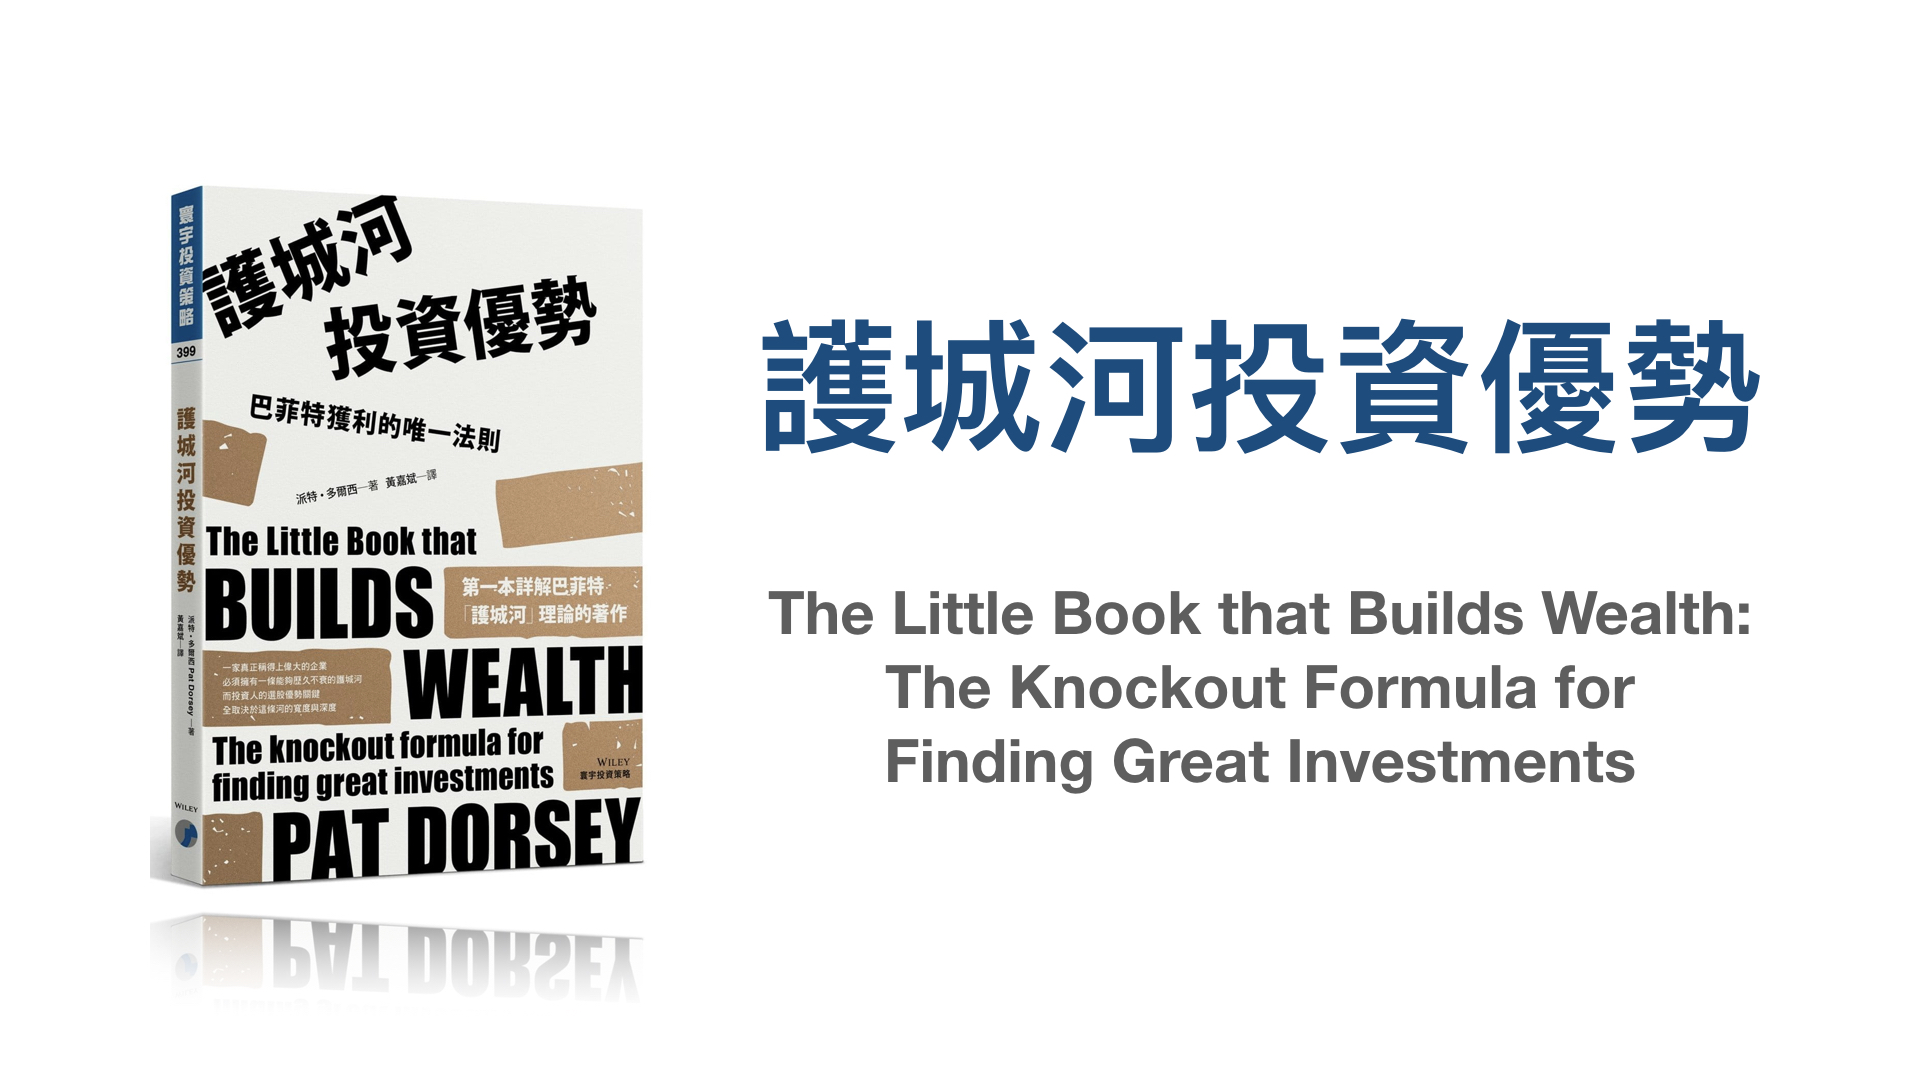 寰宇投資策略
399
護城河投資優勢
派特・多爾西 Pat Dorsey—著
黃嘉斌—譯
WILEY
護城河
投資優勢
巴菲特獲利的唯一法則
派特・多爾西—著 黃嘉斌—譯
The Little Book that
BUILDS
第一本詳解巴菲特
「護城河」理論的著作
一家真正稱得上偉大的企業
必須擁有一條能夠歷久不衰的護城河
而投資人的選股優勢關鍵
全取決於這條河的寬度與深度
WEALTH
The knockout formula for
finding great investments
WILEY
寰宇投資策略
PAT DORSEY
護城河投資優勢
The Little Book that Builds Wealth:
The Knockout Formula for
Finding Great Investments